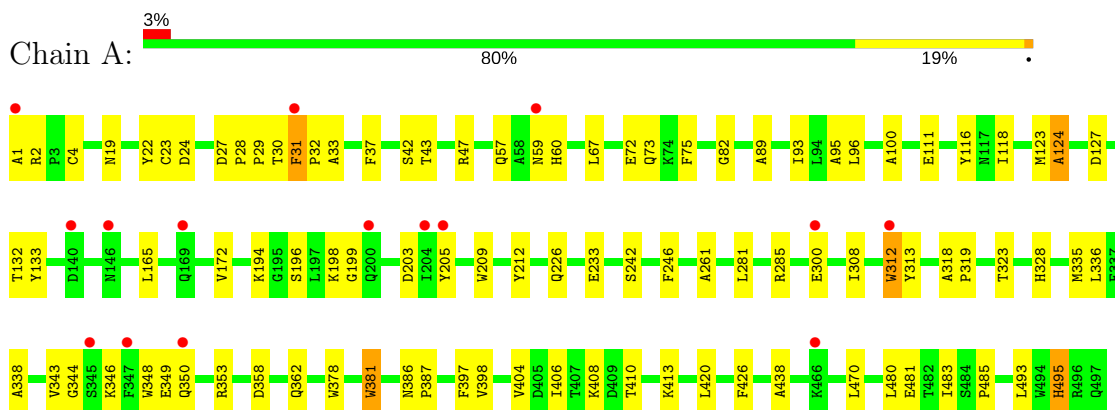 3%
Chain A:
80% 19% •
A1 R2 P3 C4 N19 Y22 C23 D24 D27 P28 P29 T30 F31 P32 A33 F37 S42 T43 R47 Q57 A58 N59 H60 L67 E72 Q73 K74 F75 G82 A89 I93 L94 A95 L96 A100 E111 Y116 N117 I118 M123 A124 D127
T132 Y133 D140 N146 L165 Q169 V172 K194 G195 S196 L197 K198 G199 Q200 D203 I204 Y205 W209 Y212 Q226 E233 S242 F246 A261 L281 R285 E300 I308 W312 Y313 A318 P319 T323 H328 M335 L336 E337
A338 V343 G344 S345 K346 F347 W348 E349 Q350 R353 D358 Q362 W378 W381 N386 P387 F397 V398 V404 D405 I406 T407 K408 D409 T410 K413 L420 F426 A438 K466 L470 L480 E481 T482 I483 S484 P485 L493 W494 H495 R496 Q497